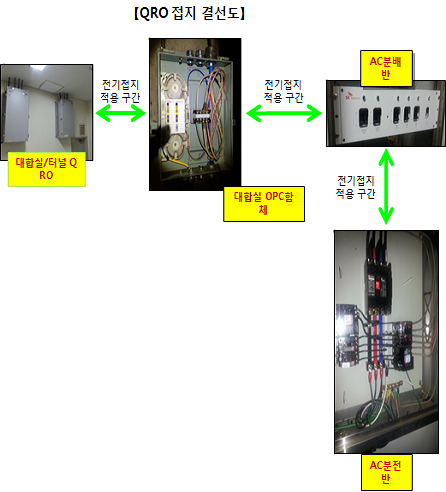 【QRO 접지 결선도】
전기접지
적용 구간
전기접지
적용 구간
AC분배
반
대합실/터널 Q
RO
대합실 OPC함
체
전기접지
적용 구간
AC분전
반